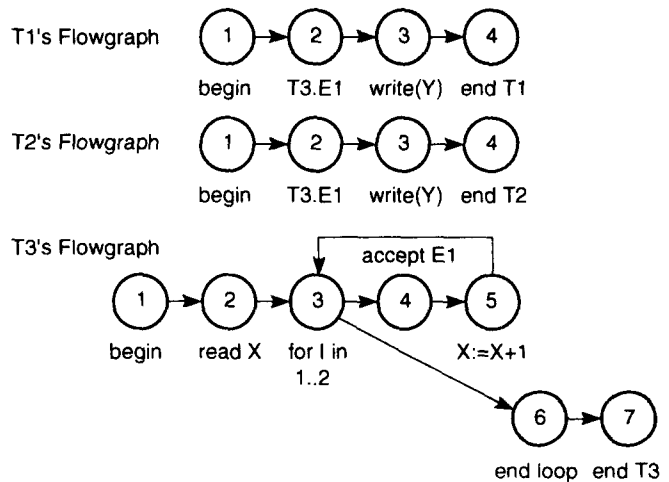 T1's Flowgraph
1 2 3 4
begin T3.E1 write(Y) end T1
T2's Flowgraph
1 2 3 4
begin T3.E1 write(Y) end T2
T3's Flowgraph
accept E1
1 2 3 4 5
begin read X for I in X:=X+1
1..2
6 7
end loop end T3